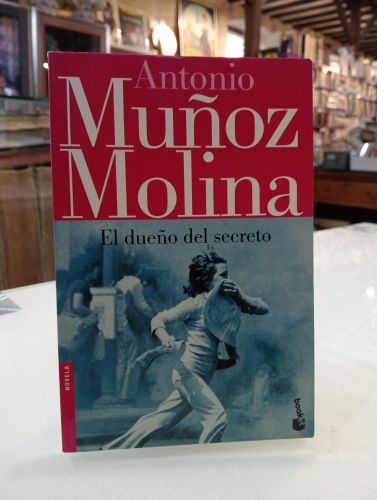 Antonio
Muñoz
Molina
El dueño del secreto
NOVELA
booket